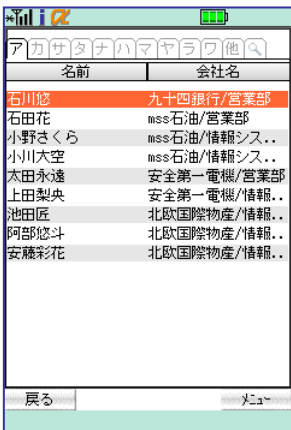 i α
ア カ サ タ ナ ハ マ ヤ ラ ワ 他
名前 会社名
石川悠 九十四銀行/営業部
石田花 mss石油/営業部
小野さくら mss石油/情報シス..
小川大空 mss石油/情報シス..
太田永遠 安全第一電機/営業部
上田梨央 安全第一電機/情報..
池田匠 北欧国際物産/情報..
阿部悠斗 北欧国際物産/情報..
安藤彩花 北欧国際物産/情報..
戻る ﾒﾆｭｰ